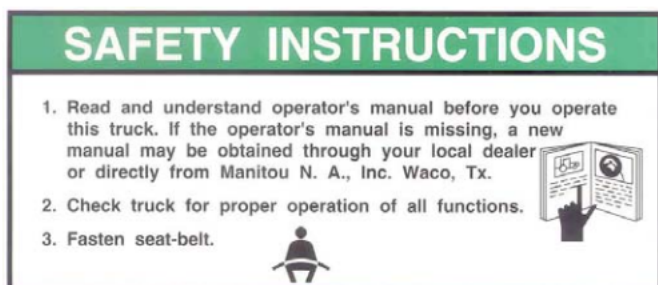 SAFETY INSTRUCTIONS
1. Read and understand operator's manual before you operate
this truck. If the operator's manual is missing, a new
manual may be obtained through your local dealer
or directly from Manitou N. A., Inc. Waco, Tx.
2. Check truck for proper operation of all functions.
3. Fasten seat-belt.